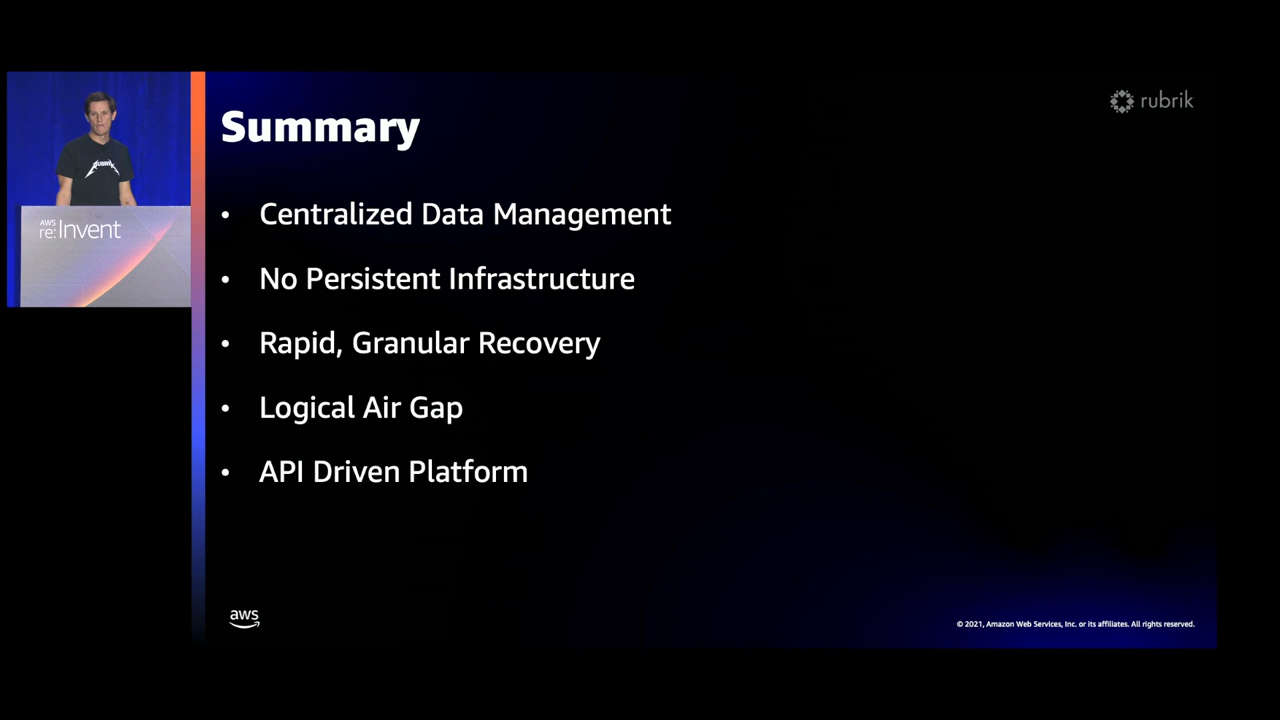 rubrik
Summary
RUBRIK
AWS
re:Invent
• Centralized Data Management
• No Persistent Infrastructure
• Rapid, Granular Recovery
• Logical Air Gap
• API Driven Platform
aws
© 2021, Amazon Web Services, Inc. or its affiliates. All rights reserved.